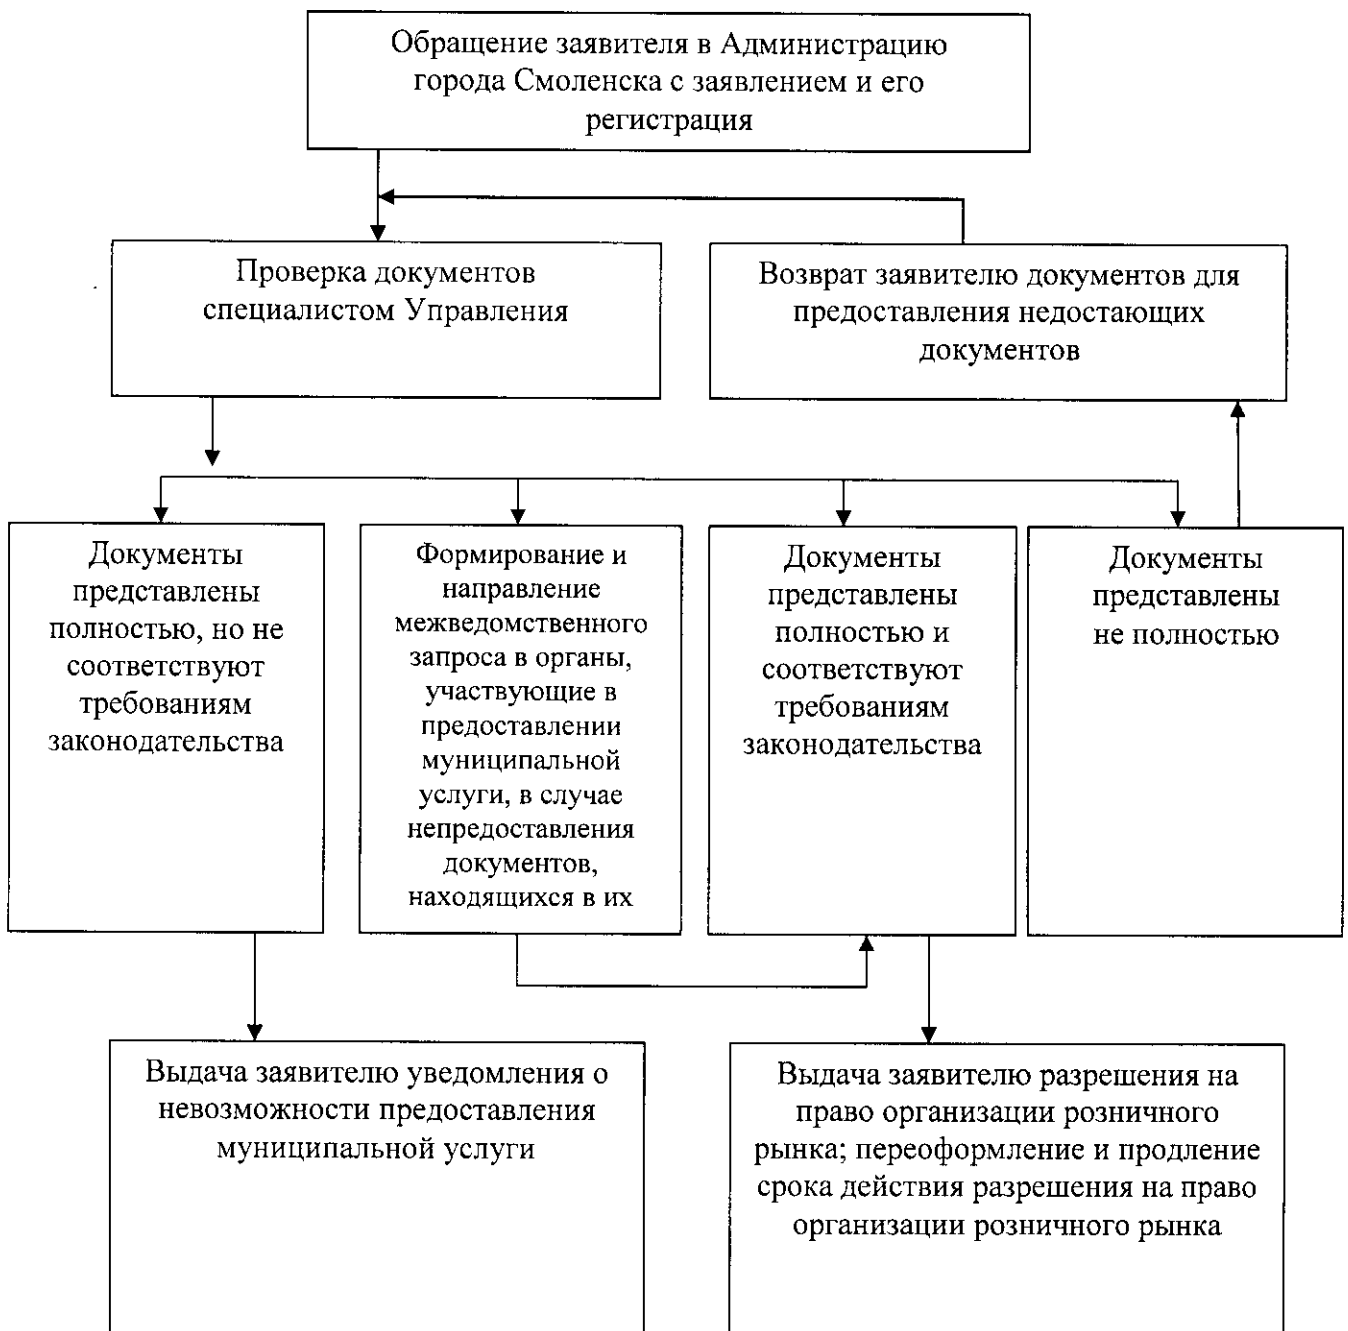 Обращение заявителя в Администрацию
города Смоленска с заявлением и его
регистрация
Проверка документов
специалистом Управления
Возврат заявителю документов для
предоставления недостающих
документов
Документы
представлены
полностью, но не
соответствуют
требованиям
законодательства
Формирование и
направление
межведомственного
запроса в органы,
участвующие в
предоставлении
муниципальной
услуги, в случае
непредоставления
документов,
находящихся в их
Документы
представлены
полностью и
соответствуют
требованиям
законодательства
Документы
представлены
не полностью
Выдача заявителю уведомления о
невозможности предоставления
муниципальной услуги
Выдача заявителю разрешения на
право организации розничного
рынка; переоформление и продление
срока действия разрешения на право
организации розничного рынка